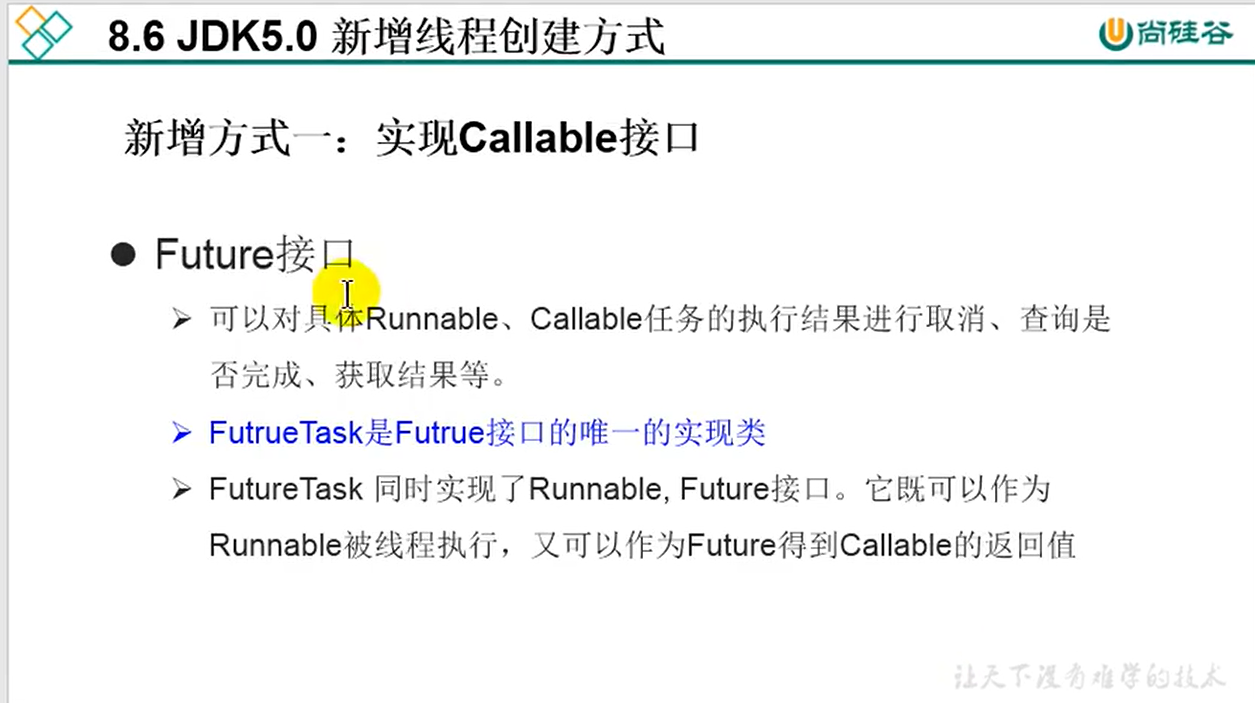 8.6 JDK5.0 新增线程创建方式
尚硅谷
新增方式一：实现Callable接口
Future接口
可以对具体Runnable、Callable任务的执行结果进行取消、查询是
否完成、获取结果等。
FutrueTask是Futrue接口的唯一的实现类
FutureTask 同时实现了Runnable, Future接口。它既可以作为
Runnable被线程执行，又可以作为Future得到Callable的返回值
让天下没有难学的技术